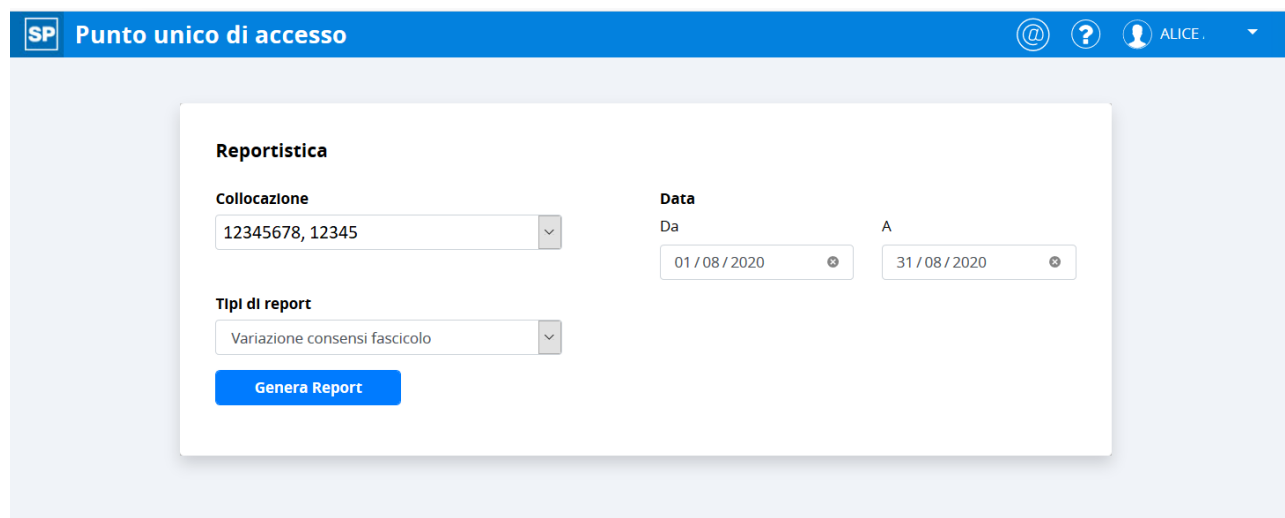 SP Punto unico di accesso @ ? ALICE .
Reportistica
Collocazione
12345678, 12345
Data
Da
A
01/08/2020
31/08/2020
Tipi di report
Variazione consensi fascicolo
Genera Report